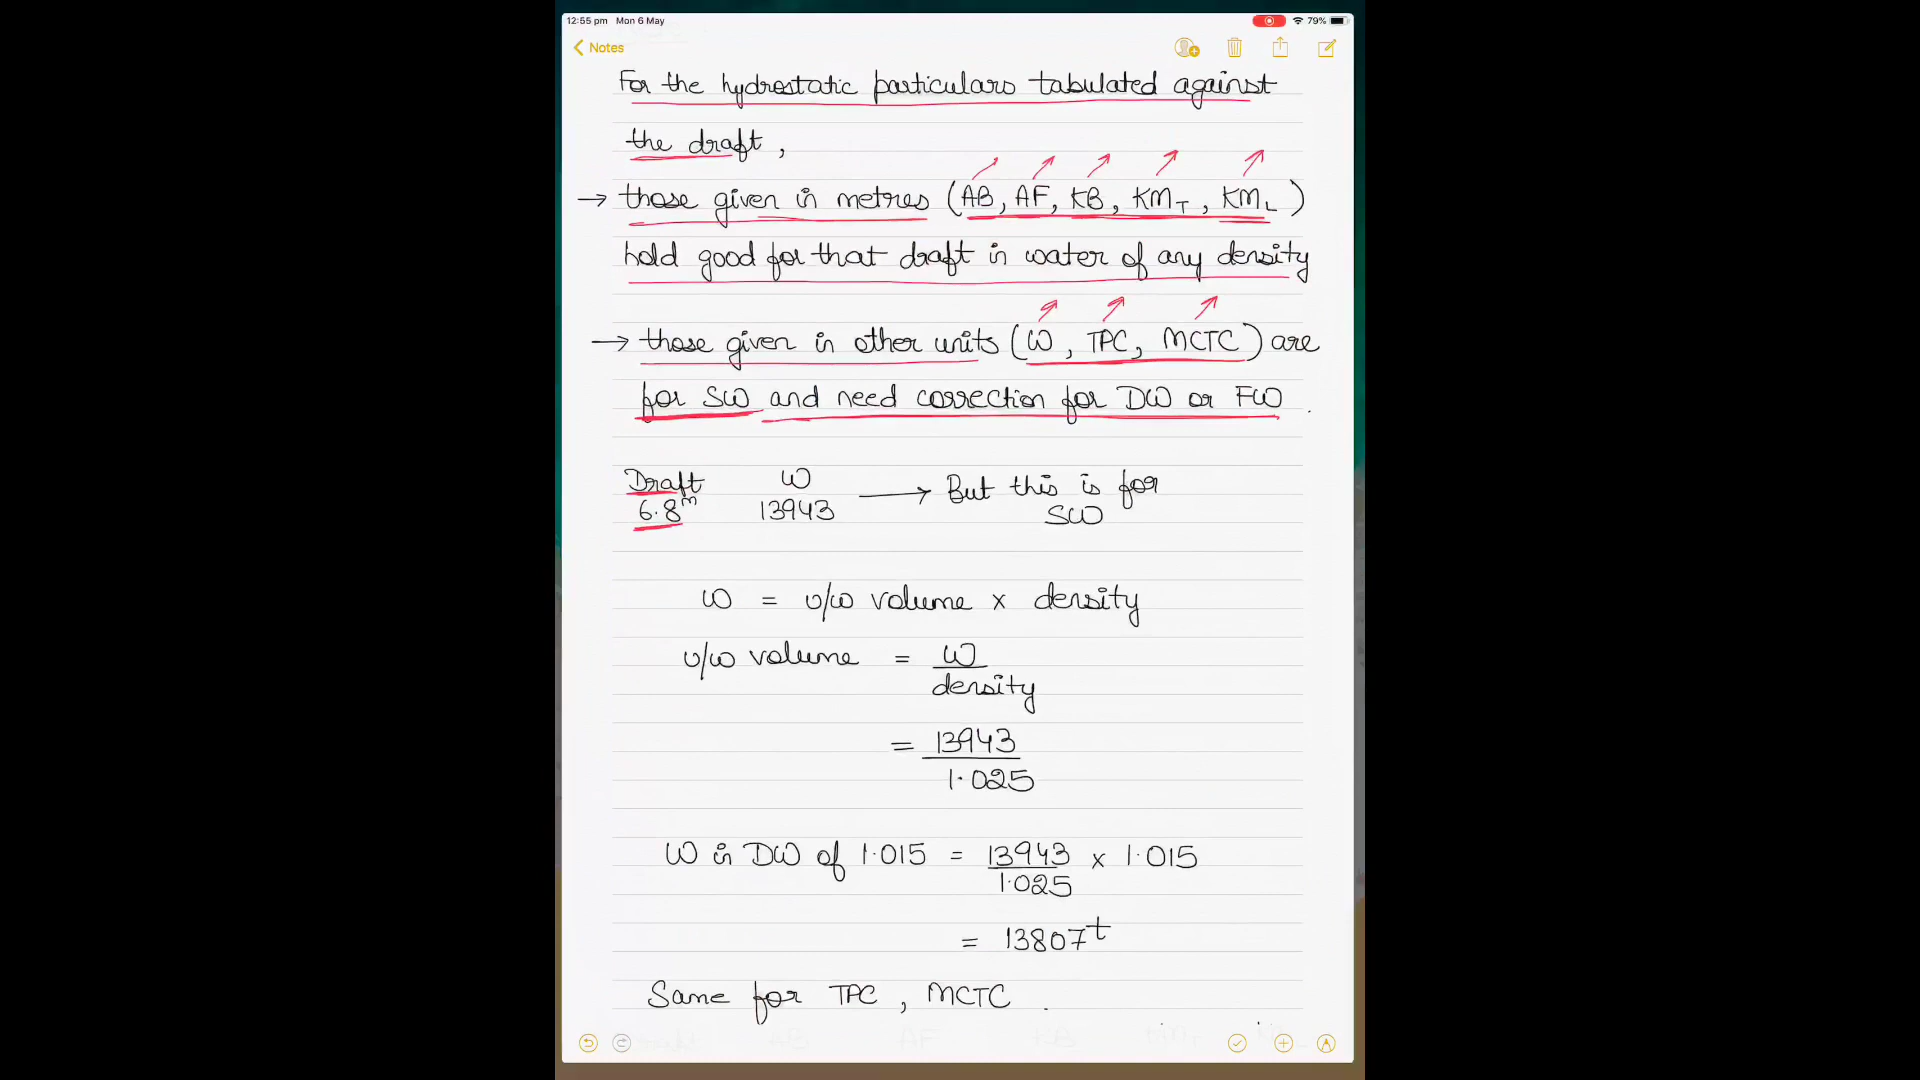 12:55 pm Mon 6 May
79%
Notes
For the hydrostatic particulars tabulated against
the draft,
→ those given in metres (AB, AF, KB, KM_T, KM_L)
hold good for that draft in water of any density
→ those given in other units (W, TPC, MCTC) are
for SW and need correction for DW or FW.
Draft W → But this is for
6.8m 13943 SW
W = u/w volume x density
u/w volume = W
density
= 13943
1.025
W in DW of 1.015 = 13943 x 1.015
1.025
= 13807t
Same for TPC, MCTC.